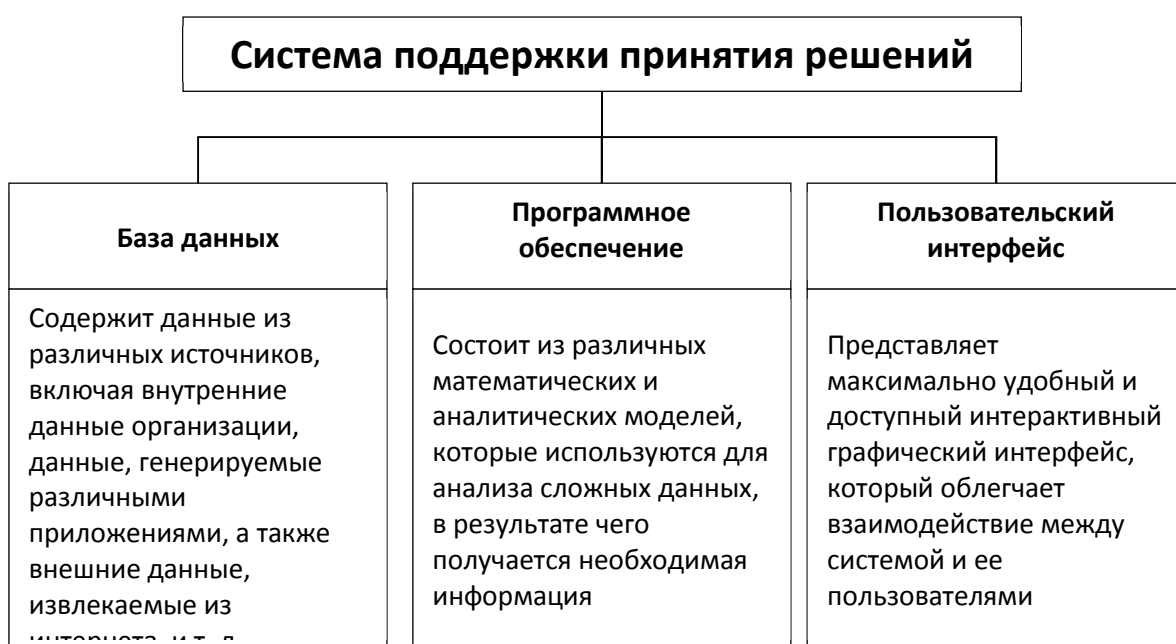 Система поддержки принятия решений
База данных
Программное
обеспечение
Пользовательский
интерфейс
Содержит данные из
различных источников,
включая внутренние
данные организации,
данные, генерируемые
различными
приложениями, а также
внешние данные,
извлекаемые из
интернета, и т. д.
Состоит из различных
математических и
аналитических моделей,
которые используются для
анализа сложных данных,
в результате чего
получается необходимая
информация
Представляет
максимально удобный и
доступный интерактивный
графический интерфейс,
который облегчает
взаимодействие между
системой и ее
пользователями